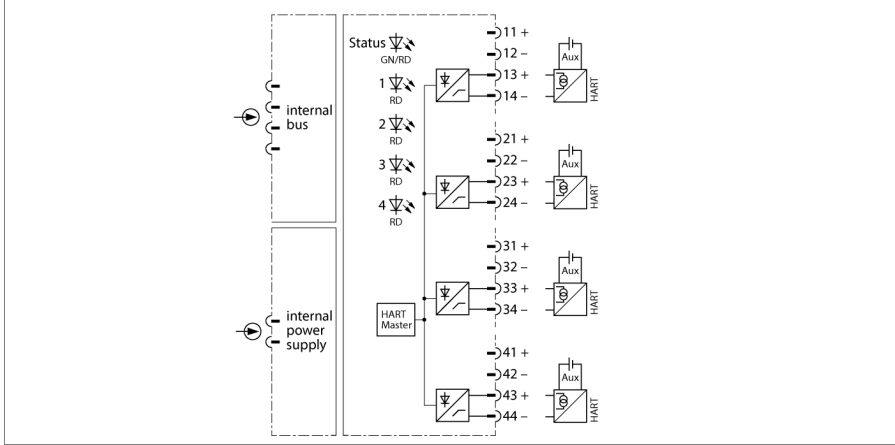 Status
GN/RD
1
RD
2
RD
3
RD
4
RD
internal
bus
internal
power
supply
HART
Master
11 +
12 –
13 +
14 –
Aux
HART
21 +
22 –
23 +
24 –
Aux
HART
31 +
32 –
33 +
34 –
Aux
HART
41 +
42 –
43 +
44 –
Aux
HART